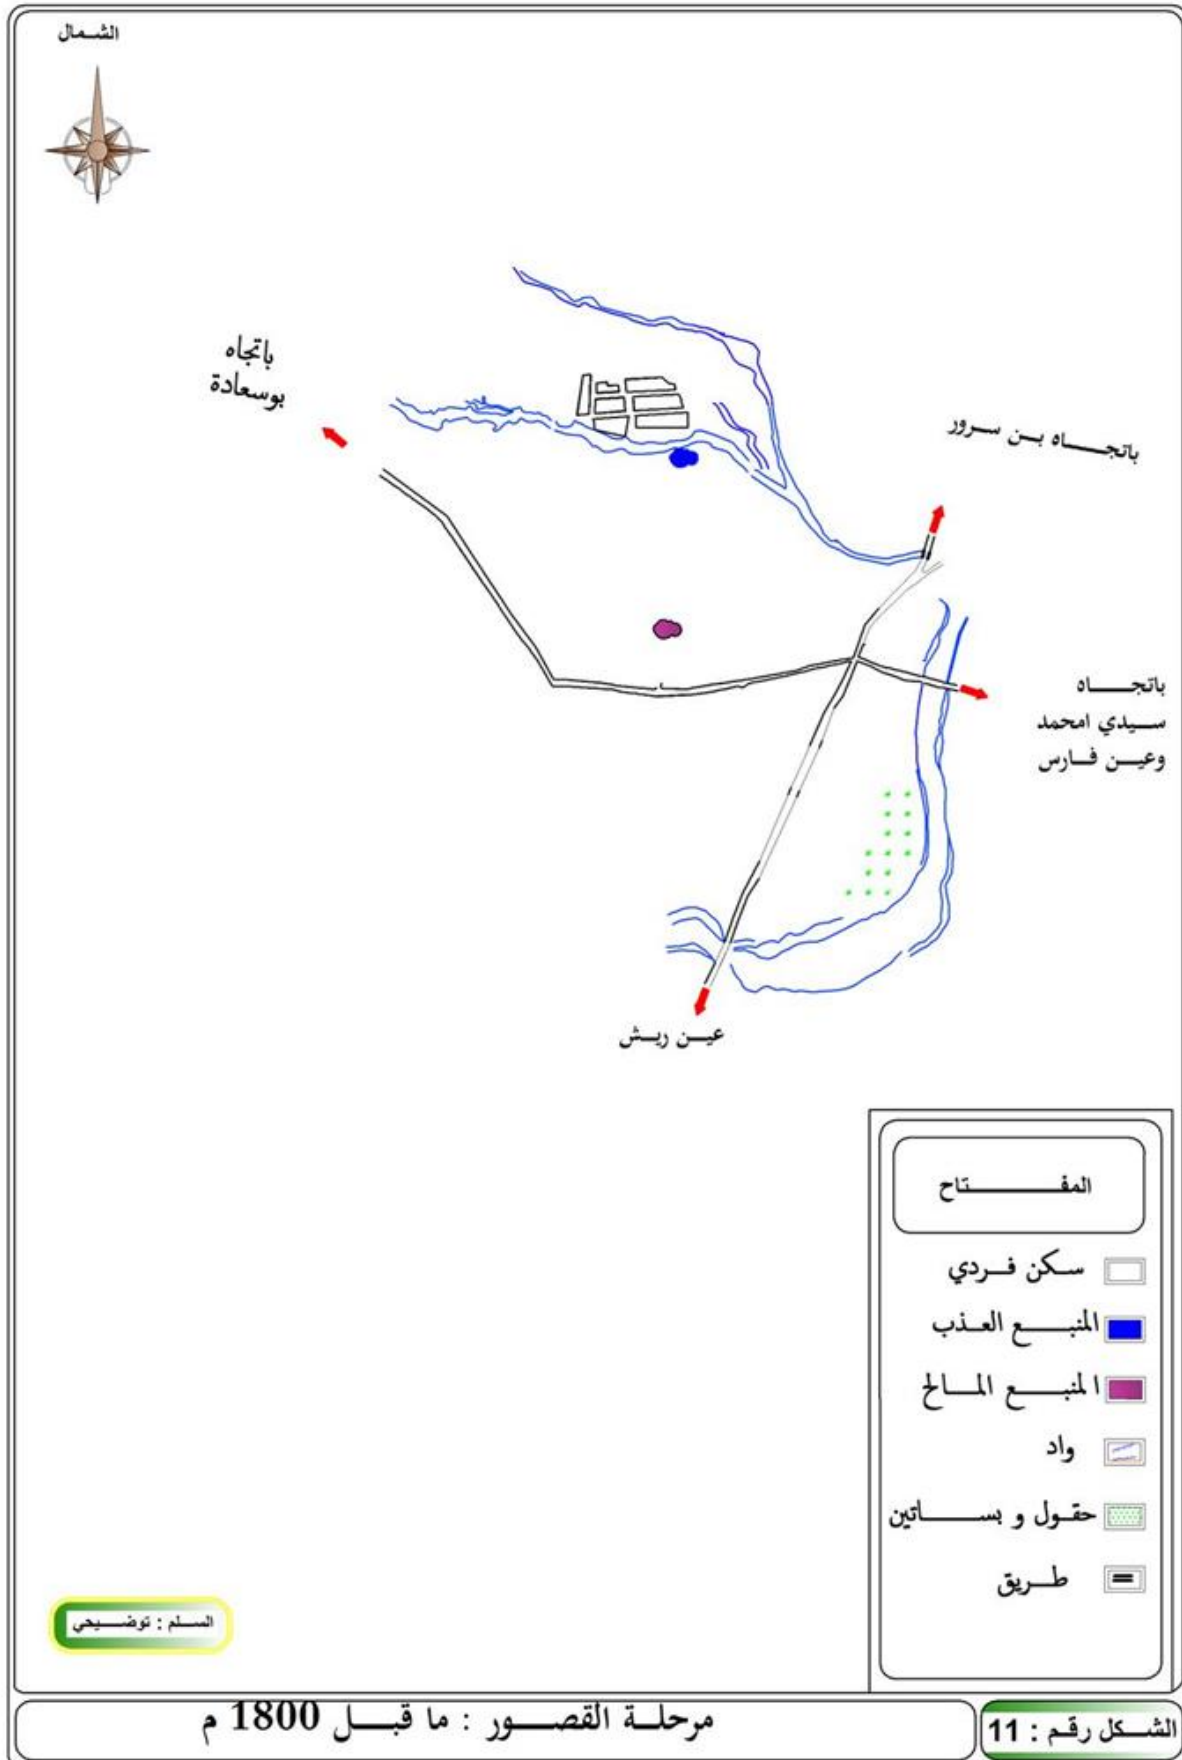 الشمال
باتجاه
بوسعادة
باتجاه بن سرور
باتجاه
سيدي امحمد
وعين فارس
عين ريش
المفتاح
سكن فردي
المنبع العذب
المنبع المالح
واد
حقول و بساتين
طريق
السلم : توضيحي
مرحلة القصور : ما قبل 1800 م
الشكل رقم : 11